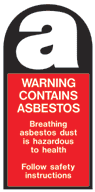 a
WARNING
CONTAINS
ASBESTOS
Breathing
asbestos dust
is hazardous
to health
Follow safety
instructions